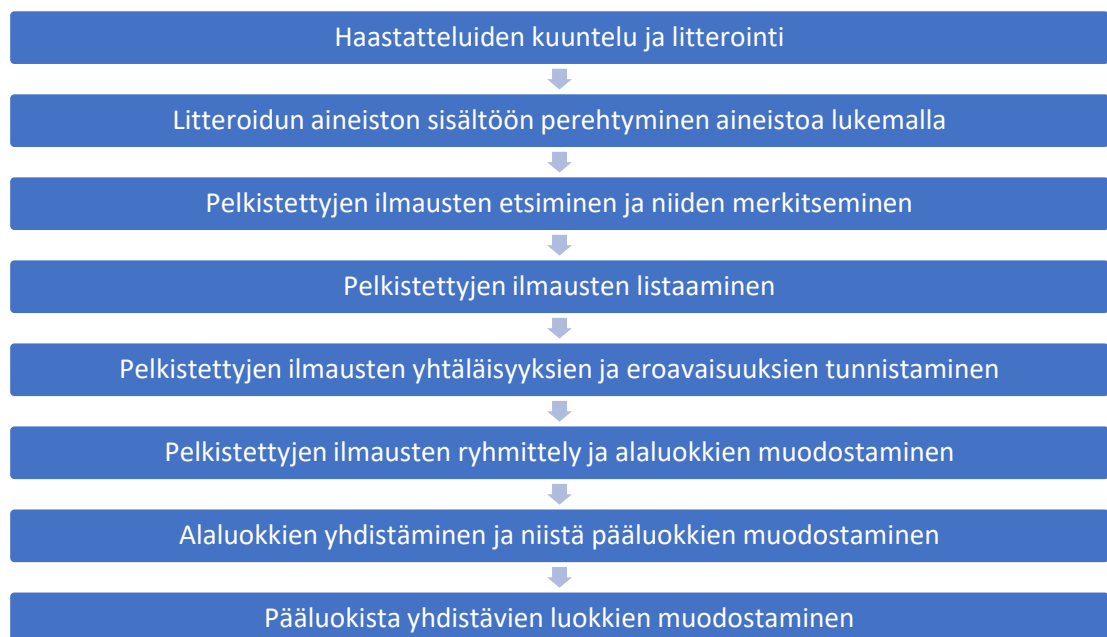 Haastatteluiden kuuntelu ja litterointi
Litteroidun aineiston sisältöön perehtyminen aineistoa lukemalla
Pelkistettyjen ilmausten etsiminen ja niiden merkitseminen
Pelkistettyjen ilmausten listaaminen
Pelkistettyjen ilmausten yhtäläisyyksien ja eroavaisuuksien tunnistaminen
Pelkistettyjen ilmausten ryhmittely ja alaluokkien muodostaminen
Alaluokkien yhdistäminen ja niistä pääluokkien muodostaminen
Pääluokista yhdistävien luokkien muodostaminen